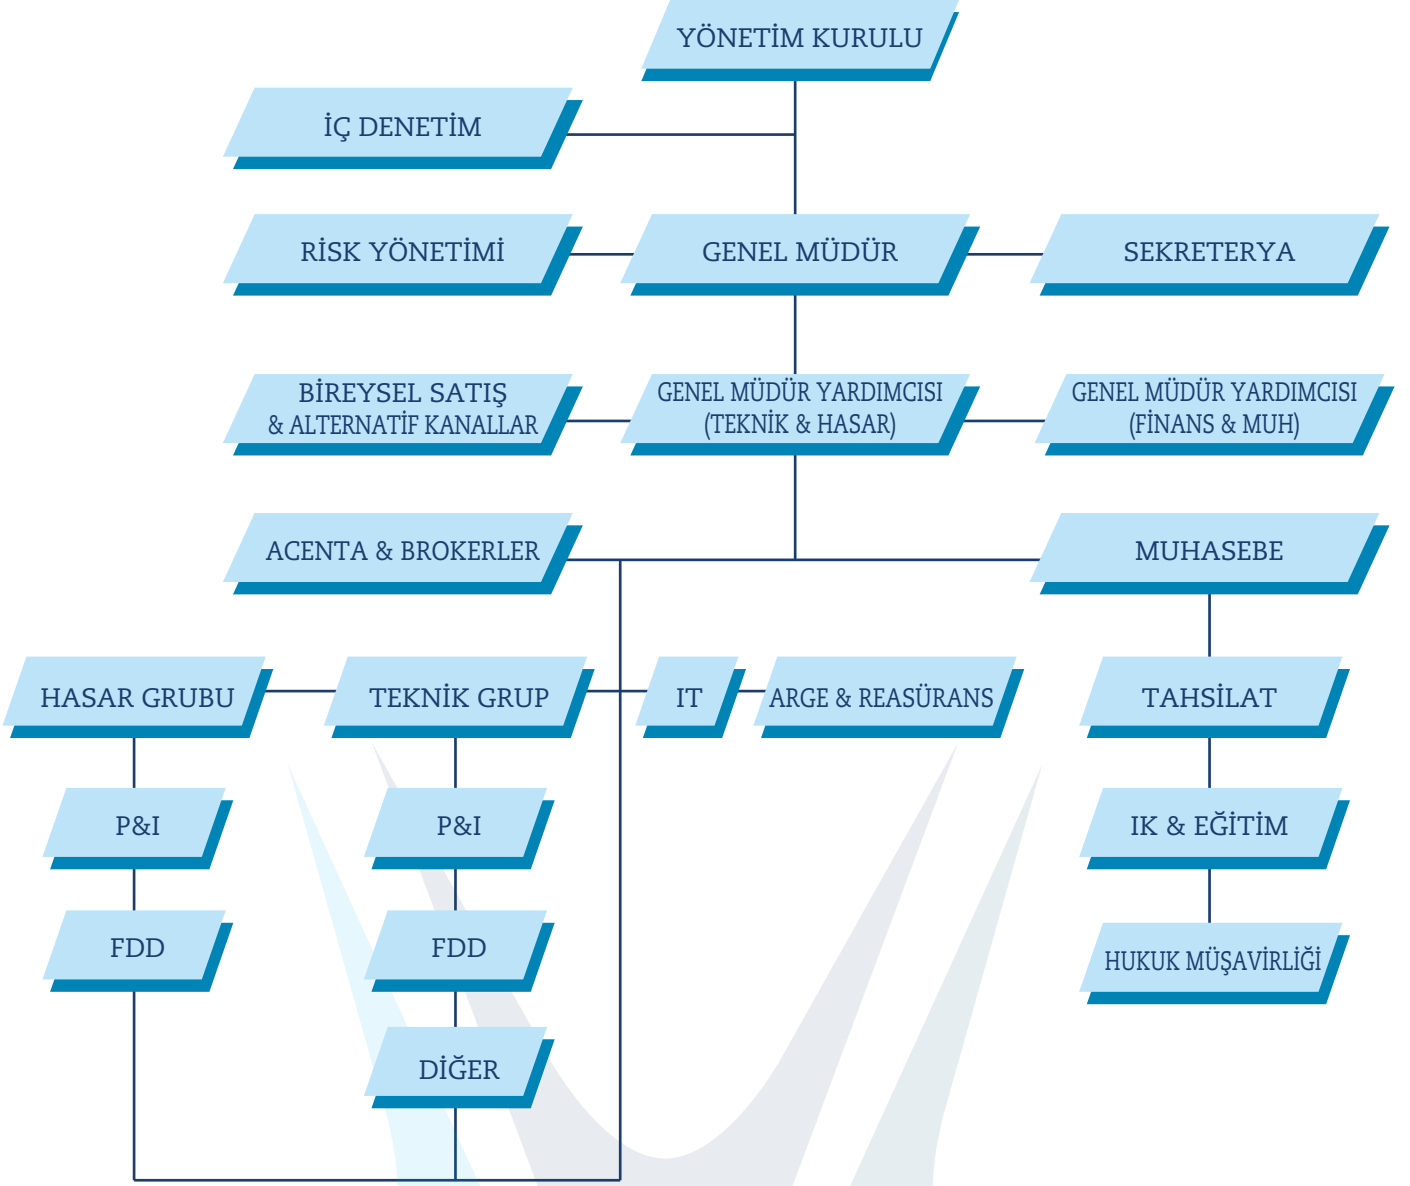 YÖNETİM KURULU
İÇ DENETİM
RİSK YÖNETİMİ
GENEL MÜDÜR
SEKRETERYA
BİREYSEL SATIŞ
& ALTERNATİF KANALLAR
GENEL MÜDÜR YARDIMCISI
(TEKNİK & HASAR)
GENEL MÜDÜR YARDIMCISI
(FİNANS & MUH)
ACENTA & BROKERLER
MUHASEBE
HASAR GRUBU
TEKNİK GRUP
IT
ARGE & REASÜRANS
TAHSİLAT
P&I
P&I
IK & EĞİTİM
FDD
FDD
HUKUK MÜŞAVİRLİĞİ
DİĞER